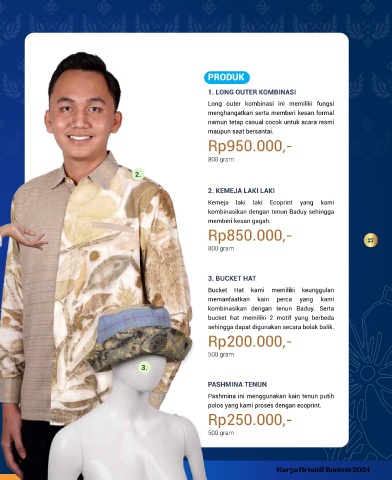 PRODUK
1. LONG OUTER KOMBINASI
Long outer kombinasi ini memiliki fungsi
menghangatkan serta memberi kesan formal
namun tetap casual cocok untuk acara resmi
maupun saat bersantai.
Rp950.000,-
800 gram
2.
2. KEMEJA LAKI LAKI
Kemeja laki laki Ecoprint yang kami
kombinasikan dengan tenun Baduy sehingga
memberi kesan gagah.
Rp850.000,-
800 gram
27
3. BUCKET HAT
Bucket Hat kami memiliki keunggulan
memanfaatkan kain perca yang kami
kombinasikan dengan tenun Baduy. Serta
bucket hat memiliki 2 motif yang berbeda
sehingga dapat digunakan secara bolak balik.
Rp200.000,-
500 gram
3.
PASHMINA TENUN
Pashmina ini menggunakan kain tenun putih
polos yang kami proses dengan ecoprint.
Rp250.000,-
500 gram
Karya Kreatif Banten 2024